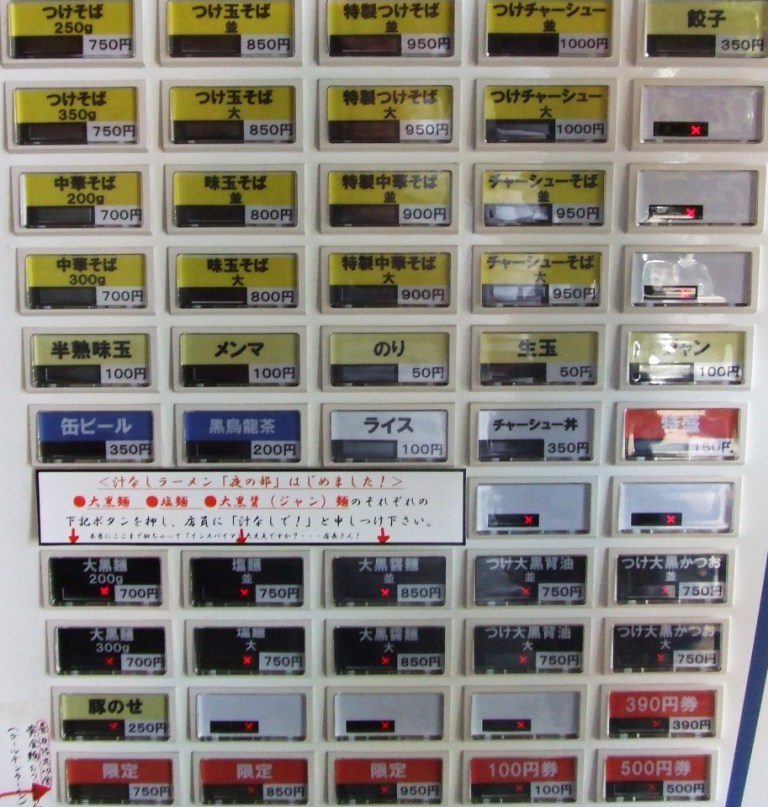 つけそば 250g 750円
つけ玉そば 並 850円
特製つけそば 並 950円
つけチャーシュー 並 1000円
餃子 350円
つけそば 350g 750円
つけ玉そば 大 850円
特製つけそば 大 950円
つけチャーシュー 大 1000円
中華そば 200g 700円
味玉そば 並 800円
特製中華そば 並 900円
チャーシューそば 並 950円
中華そば 300g 700円
味玉そば 大 800円
特製中華そば 大 900円
チャーシューそば 大 950円
半熟味玉 100円
メンマ 100円
のり 50円
生玉 50円
ジャン 100円
缶ビール 350円
黒烏龍茶 200円
ライス 100円
チャーシュー丼 350円
150円
<汁なしラーメン「夜の部」はじめました!>
●大黒麺 ●塩麺 ●大黒醤(ジャン)麺のそれぞれの
下記ボタンを押し、店員に「汁なしで!」と申しつけ下さい。
大黒麺 200g 700円
塩麺 並 750円
大黒醤麺 並 850円
つけ大黒背油 並 750円
つけ大黒かつお 並 750円
大黒麺 300g 700円
塩麺 大 750円
大黒醤麺 大 850円
つけ大黒背油 大 750円
つけ大黒かつお 大 750円
豚のせ 250円
390円券 390円
限定 750円
限定 850円
限定 950円
100円券 100円
500円券 500円